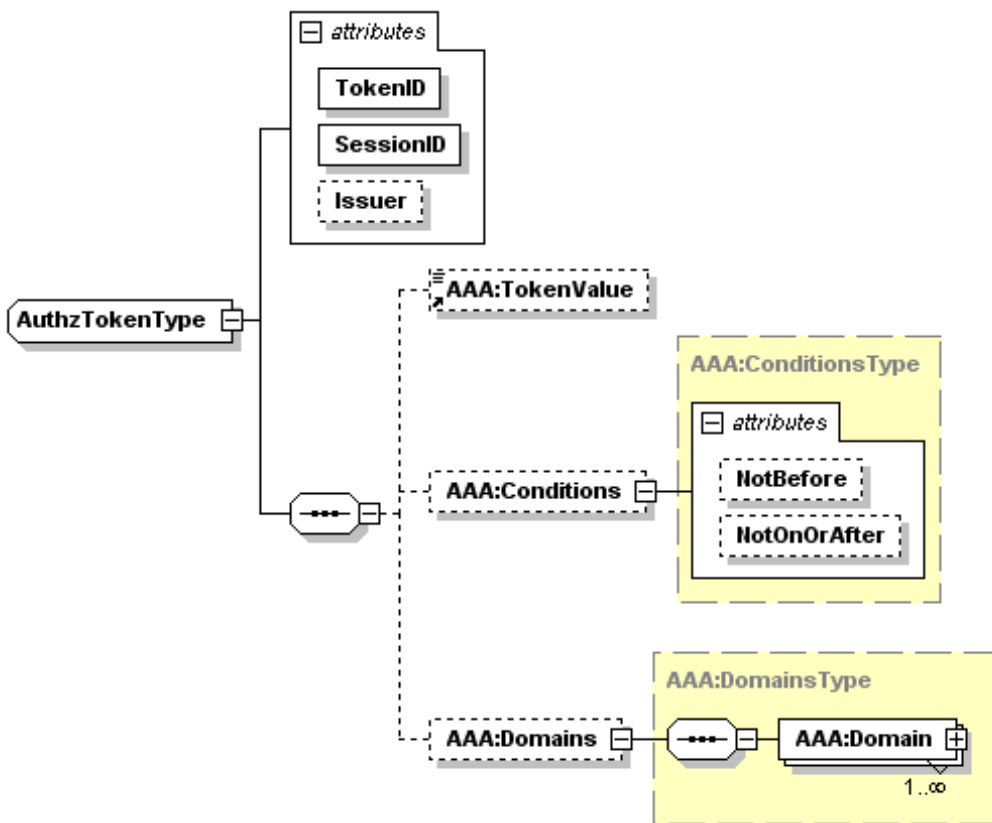 attributes
TokenID
SessionID
Issuer
AuthzTokenType
AAA:TokenValue
AAA:ConditionsType
attributes
NotBefore
NotOnOrAfter
AAA:Conditions
AAA:DomainsType
AAA:Domains
AAA:Domain
1..∞